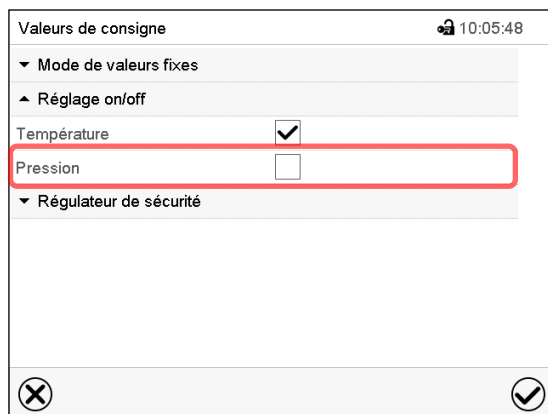 Valeurs de consigne 10:05:48
Mode de valeurs fixes
Réglage on/off
Température
Pression
Régulateur de sécurité